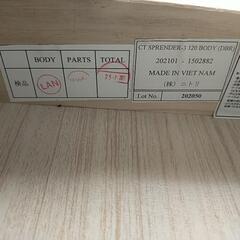 BODY PARTS TOTAL
検品 LAN
CT SPRENDER-3 120 BODY (DBR)
202101 - 1502882
MADE IN VIET NAM
(株) ニトリ
Lot No. 202050